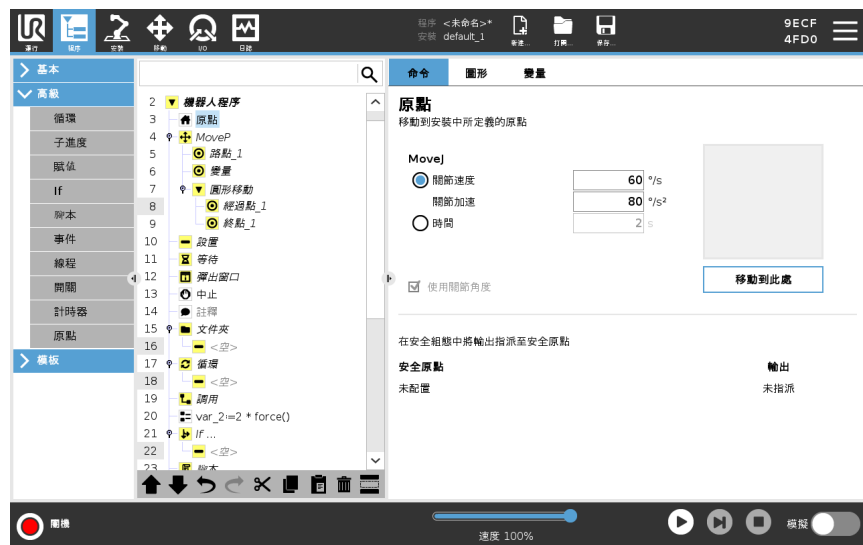 UR
運行
程序
安裝
移動
I/O
日誌
程序 <未命名>*
安裝 default_1
新建...
打開...
保存...
9ECF
4FD0
基本
高級
循環
子進度
賦值
If
腳本
事件
線程
開關
計時器
原點
模板
2 機器人程序
3 原點
4 MoveP
5 路點_1
6 變量
7 圓形移動
8 經過點_1
9 終點_1
10 設置
11 等待
12 彈出窗口
13 中止
14 註釋
15 文件夾
16 <空>
17 循環
18 <空>
19 調用
20 var_2≔2 * force()
21 If ...
22 <空>
23 腳本
命令 圖形 變量
原點
移動到安裝中所定義的原點
MoveJ
關節速度 60 °/s
關節加速 80 °/s²
時間 2 s
使用關節角度
移動到此處
在安全組態中將輸出指派至安全原點
安全原點 輸出
未配置 未指派
關機
速度 100%
模擬